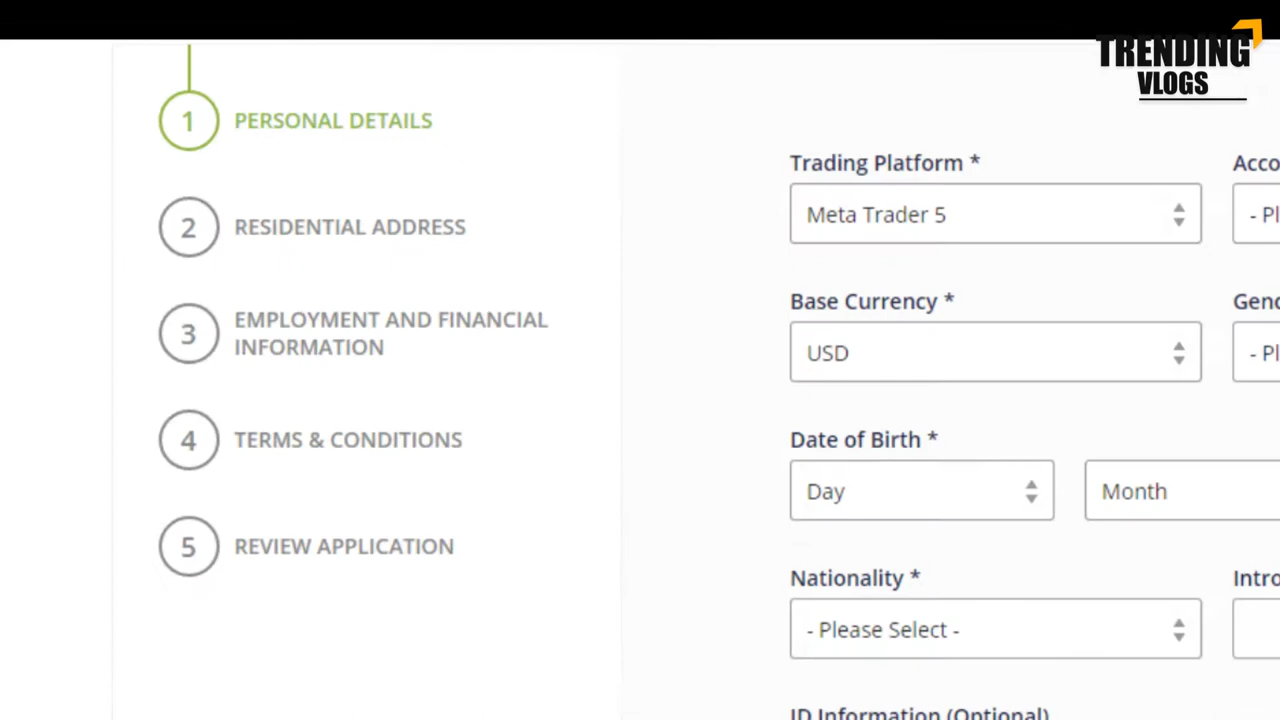 TRENDING
VLOGS
1 PERSONAL DETAILS
2 RESIDENTIAL ADDRESS
3 EMPLOYMENT AND FINANCIAL
INFORMATION
4 TERMS & CONDITIONS
5 REVIEW APPLICATION
Trading Platform *
Meta Trader 5
Base Currency *
USD
Date of Birth *
Day Month
Nationality *
- Please Select -
ID Information (Optional)